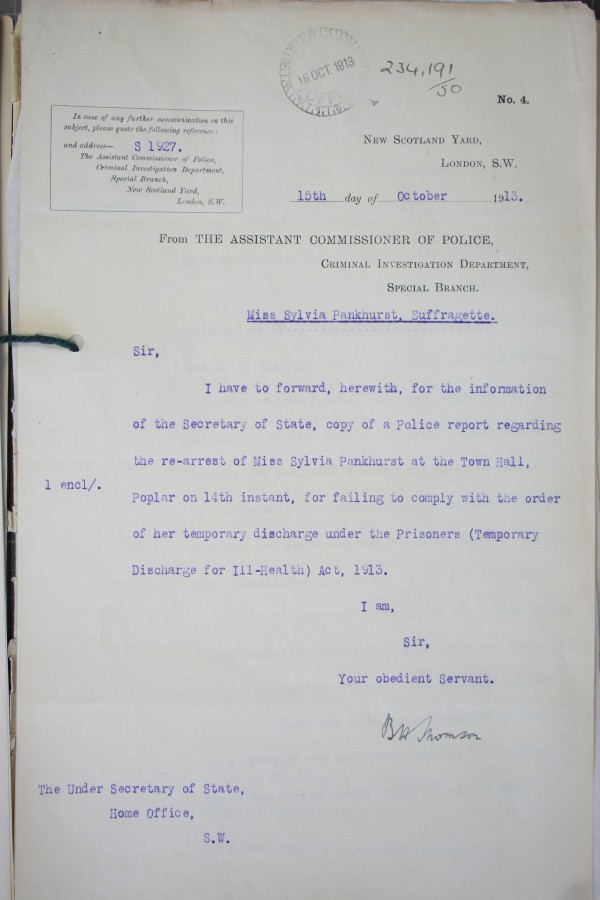 16 OCT. 1913
234,191
/50
No. 4.
In case of any further communication on this
subject, please quote the following reference:
and address— S 1927.
The Assistant Commissioner of Police,
Criminal Investigation Department,
Special Branch,
New Scotland Yard,
London, S.W.
NEW SCOTLAND YARD,
LONDON, S.W.
15th day of October 1913.
From THE ASSISTANT COMMISSIONER OF POLICE,
CRIMINAL INVESTIGATION DEPARTMENT,
SPECIAL BRANCH.
Miss Sylvia Pankhurst, Suffragette.
Sir,
I have to forward, herewith, for the information
of the Secretary of State, copy of a Police report regarding
the re-arrest of Miss Sylvia Pankhurst at the Town Hall,
1 encl/.
Poplar on 14th instant, for failing to comply with the order
of her temporary discharge under the Prisoners (Temporary
Discharge for Ill-Health) Act, 1913.
I am,
Sir,
Your obedient Servant.
BHThomson
The Under Secretary of State,
Home Office,
S.W.